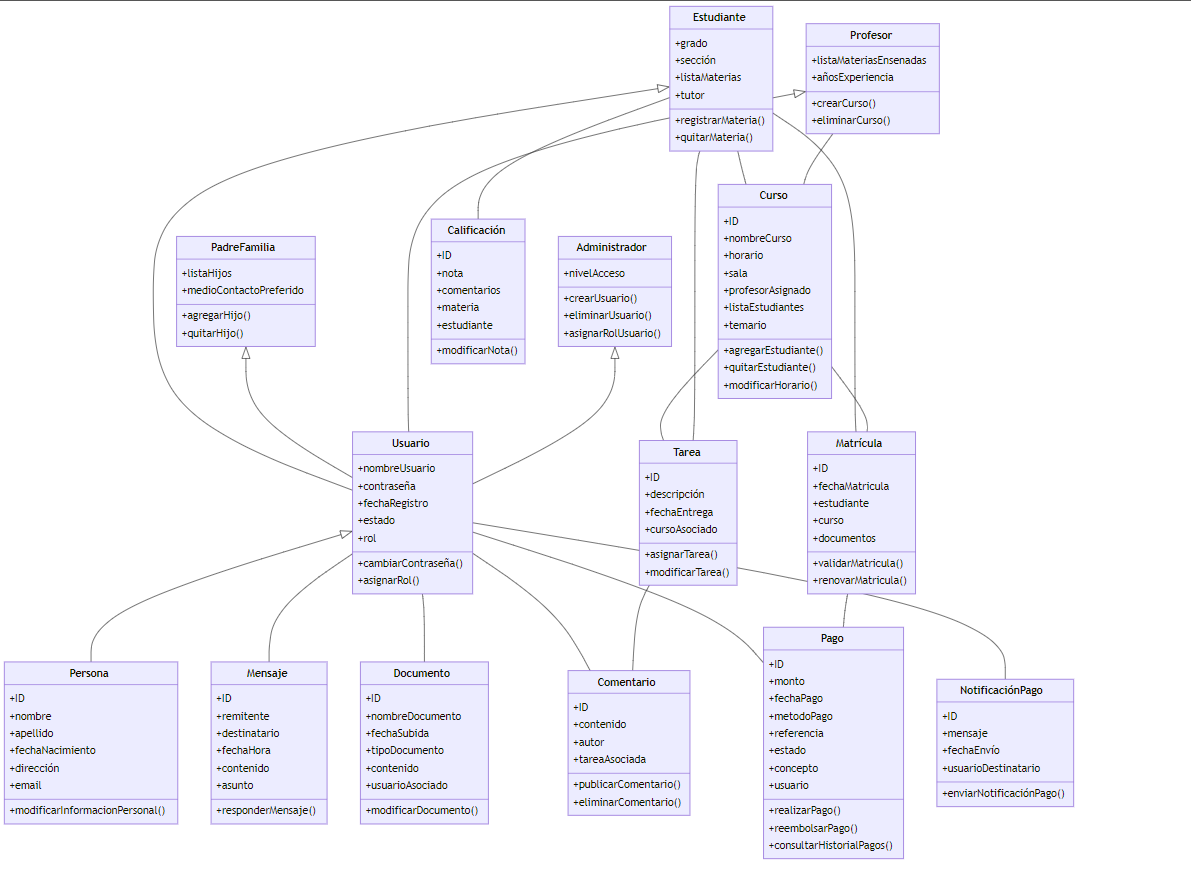 Estudiante
+grado
+sección
+listaMaterias
+tutor
+registrarMateria()
+quitarMateria()
Profesor
+listaMateriasEnsenadas
+añosExperiencia
+crearCurso()
+eliminarCurso()
PadreFamilia
+listaHijos
+medioContactoPreferido
+agregarHijo()
+quitarHijo()
Calificación
+ID
+nota
+comentarios
+materia
+estudiante
+modificarNota()
Administrador
+nivelAcceso
+crearUsuario()
+eliminarUsuario()
+asignarRolUsuario()
Curso
+ID
+nombreCurso
+horario
+sala
+profesorAsignado
+listaEstudiantes
+temario
+agregarEstudiante()
+quitarEstudiante()
+modificarHorario()
Usuario
+nombreUsuario
+contraseña
+fechaRegistro
+estado
+rol
+cambiarContraseña()
+asignarRol()
Tarea
+ID
+descripción
+fechaEntrega
+cursoAsociado
+asignarTarea()
+modificarTarea()
Matrícula
+ID
+fechaMatricula
+estudiante
+curso
+documentos
+validarMatricula()
+renovarMatricula()
Persona
+ID
+nombre
+apellido
+fechaNacimiento
+dirección
+email
+modificarInformacionPersonal()
Mensaje
+ID
+remitente
+destinatario
+fechaHora
+contenido
+asunto
+responderMensaje()
Documento
+ID
+nombreDocumento
+fechaSubida
+tipoDocumento
+contenido
+usuarioAsociado
+modificarDocumento()
Comentario
+ID
+contenido
+autor
+tareaAsociada
+publicarComentario()
+eliminarComentario()
Pago
+ID
+monto
+fechaPago
+metodoPago
+referencia
+estado
+concepto
+usuario
+realizarPago()
+reembolsarPago()
+consultarHistorialPagos()
NotificaciónPago
+ID
+mensaje
+fechaEnvío
+usuarioDestinatario
+enviarNotificaciónPago()